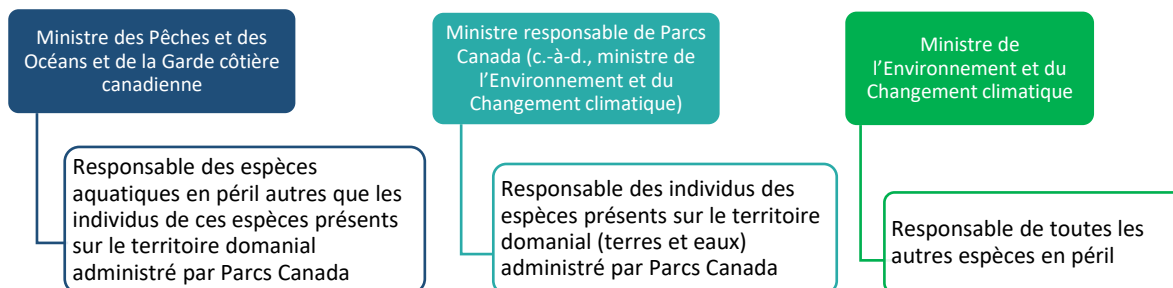 Ministre des Pêches et des
Océans et de la Garde côtière
canadienne
Responsable des espèces
aquatiques en péril autres que les
individus de ces espèces présents
sur le territoire domanial
administré par Parcs Canada
Ministre responsable de Parcs
Canada (c.-à-d., ministre de
l’Environnement et du
Changement climatique)
Responsable des individus des
espèces présents sur le territoire
domanial (terres et eaux)
administré par Parcs Canada
Ministre de
l’Environnement et du
Changement climatique
Responsable de toutes les
autres espèces en péril